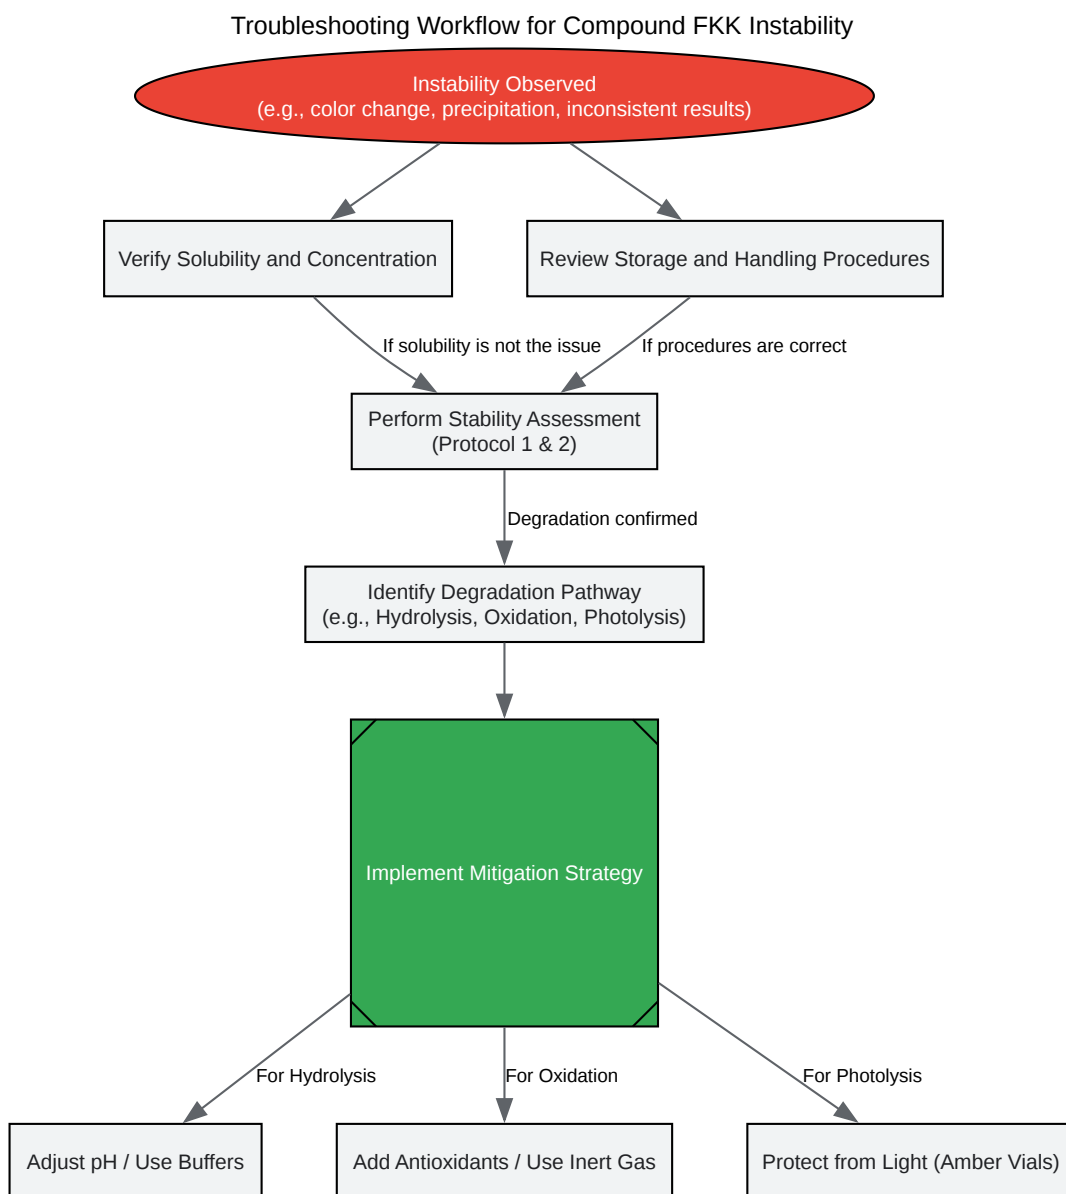 Troubleshooting Workflow for Compound FKK Instability
Instability Observed
(e.g., color change, precipitation, inconsistent results)
Verify Solubility and Concentration
Review Storage and Handling Procedures
If solubility is not the issue
If procedures are correct
Perform Stability Assessment
(Protocol 1 & 2)
Degradation confirmed
Identify Degradation Pathway
(e.g., Hydrolysis, Oxidation, Photolysis)
Implement Mitigation Strategy
For Hydrolysis
For Oxidation
For Photolysis
Adjust pH / Use Buffers
Add Antioxidants / Use Inert Gas
Protect from Light (Amber Vials)